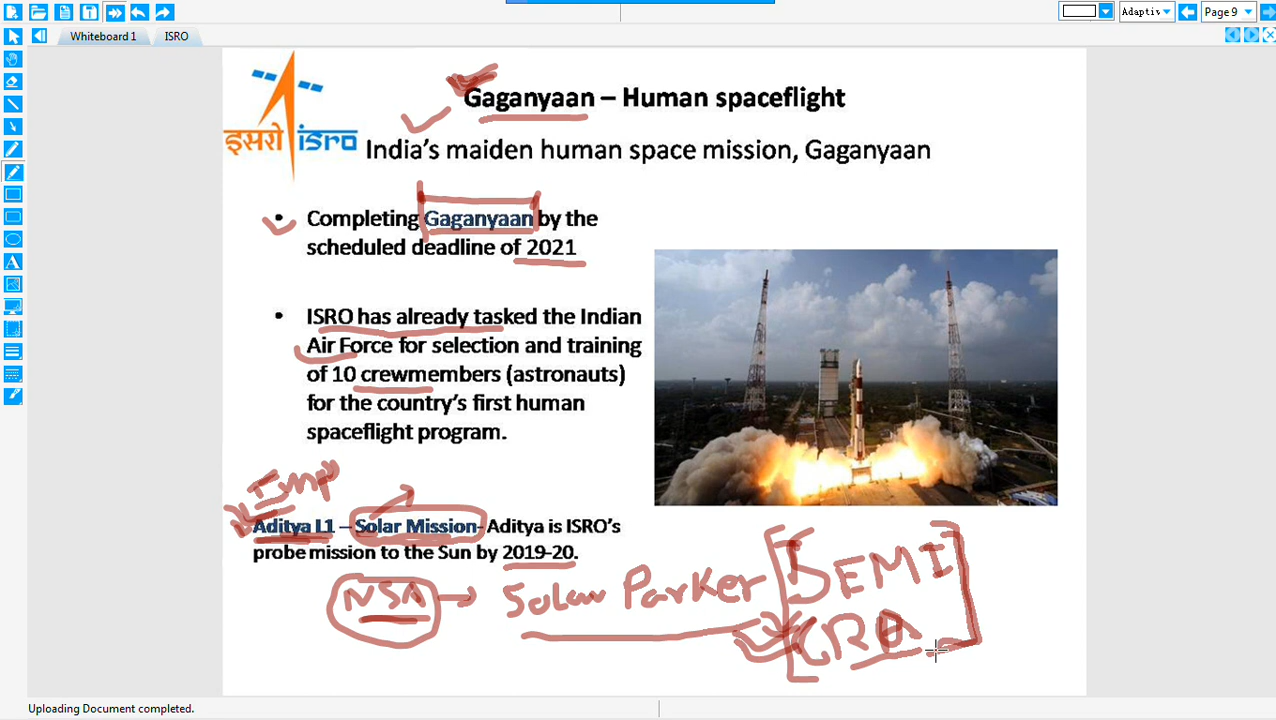 Adaptiv
Page 9
Whiteboard 1
ISRO
Gaganyaan – Human spaceflight
इसरो isro
India's maiden human space mission, Gaganyaan
• Completing Gaganyaan by the
scheduled deadline of 2021
• ISRO has already tasked the Indian
Air Force for selection and training
of 10 crewmembers (astronauts)
for the country's first human
spaceflight program.
Imp
Aditya L1 – Solar Mission- Aditya is ISRO's
probe mission to the Sun by 2019-20.
NSA → Solar Parker
SEMI
CRO
Uploading Document completed.